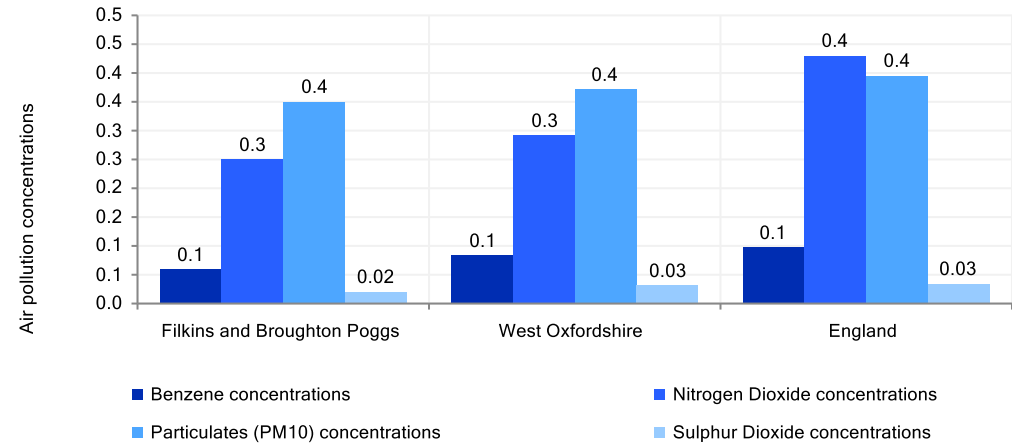 Air pollution concentrations
0.5
0.5
0.4
0.4
0.3
0.3
0.2
0.2
0.1
0.1
0.0
0.1
0.3
0.4
0.02
0.1
0.3
0.4
0.03
0.1
0.4
0.4
0.03
Filkins and Broughton Poggs
West Oxfordshire
England
Benzene concentrations
Nitrogen Dioxide concentrations
Particulates (PM10) concentrations
Sulphur Dioxide concentrations